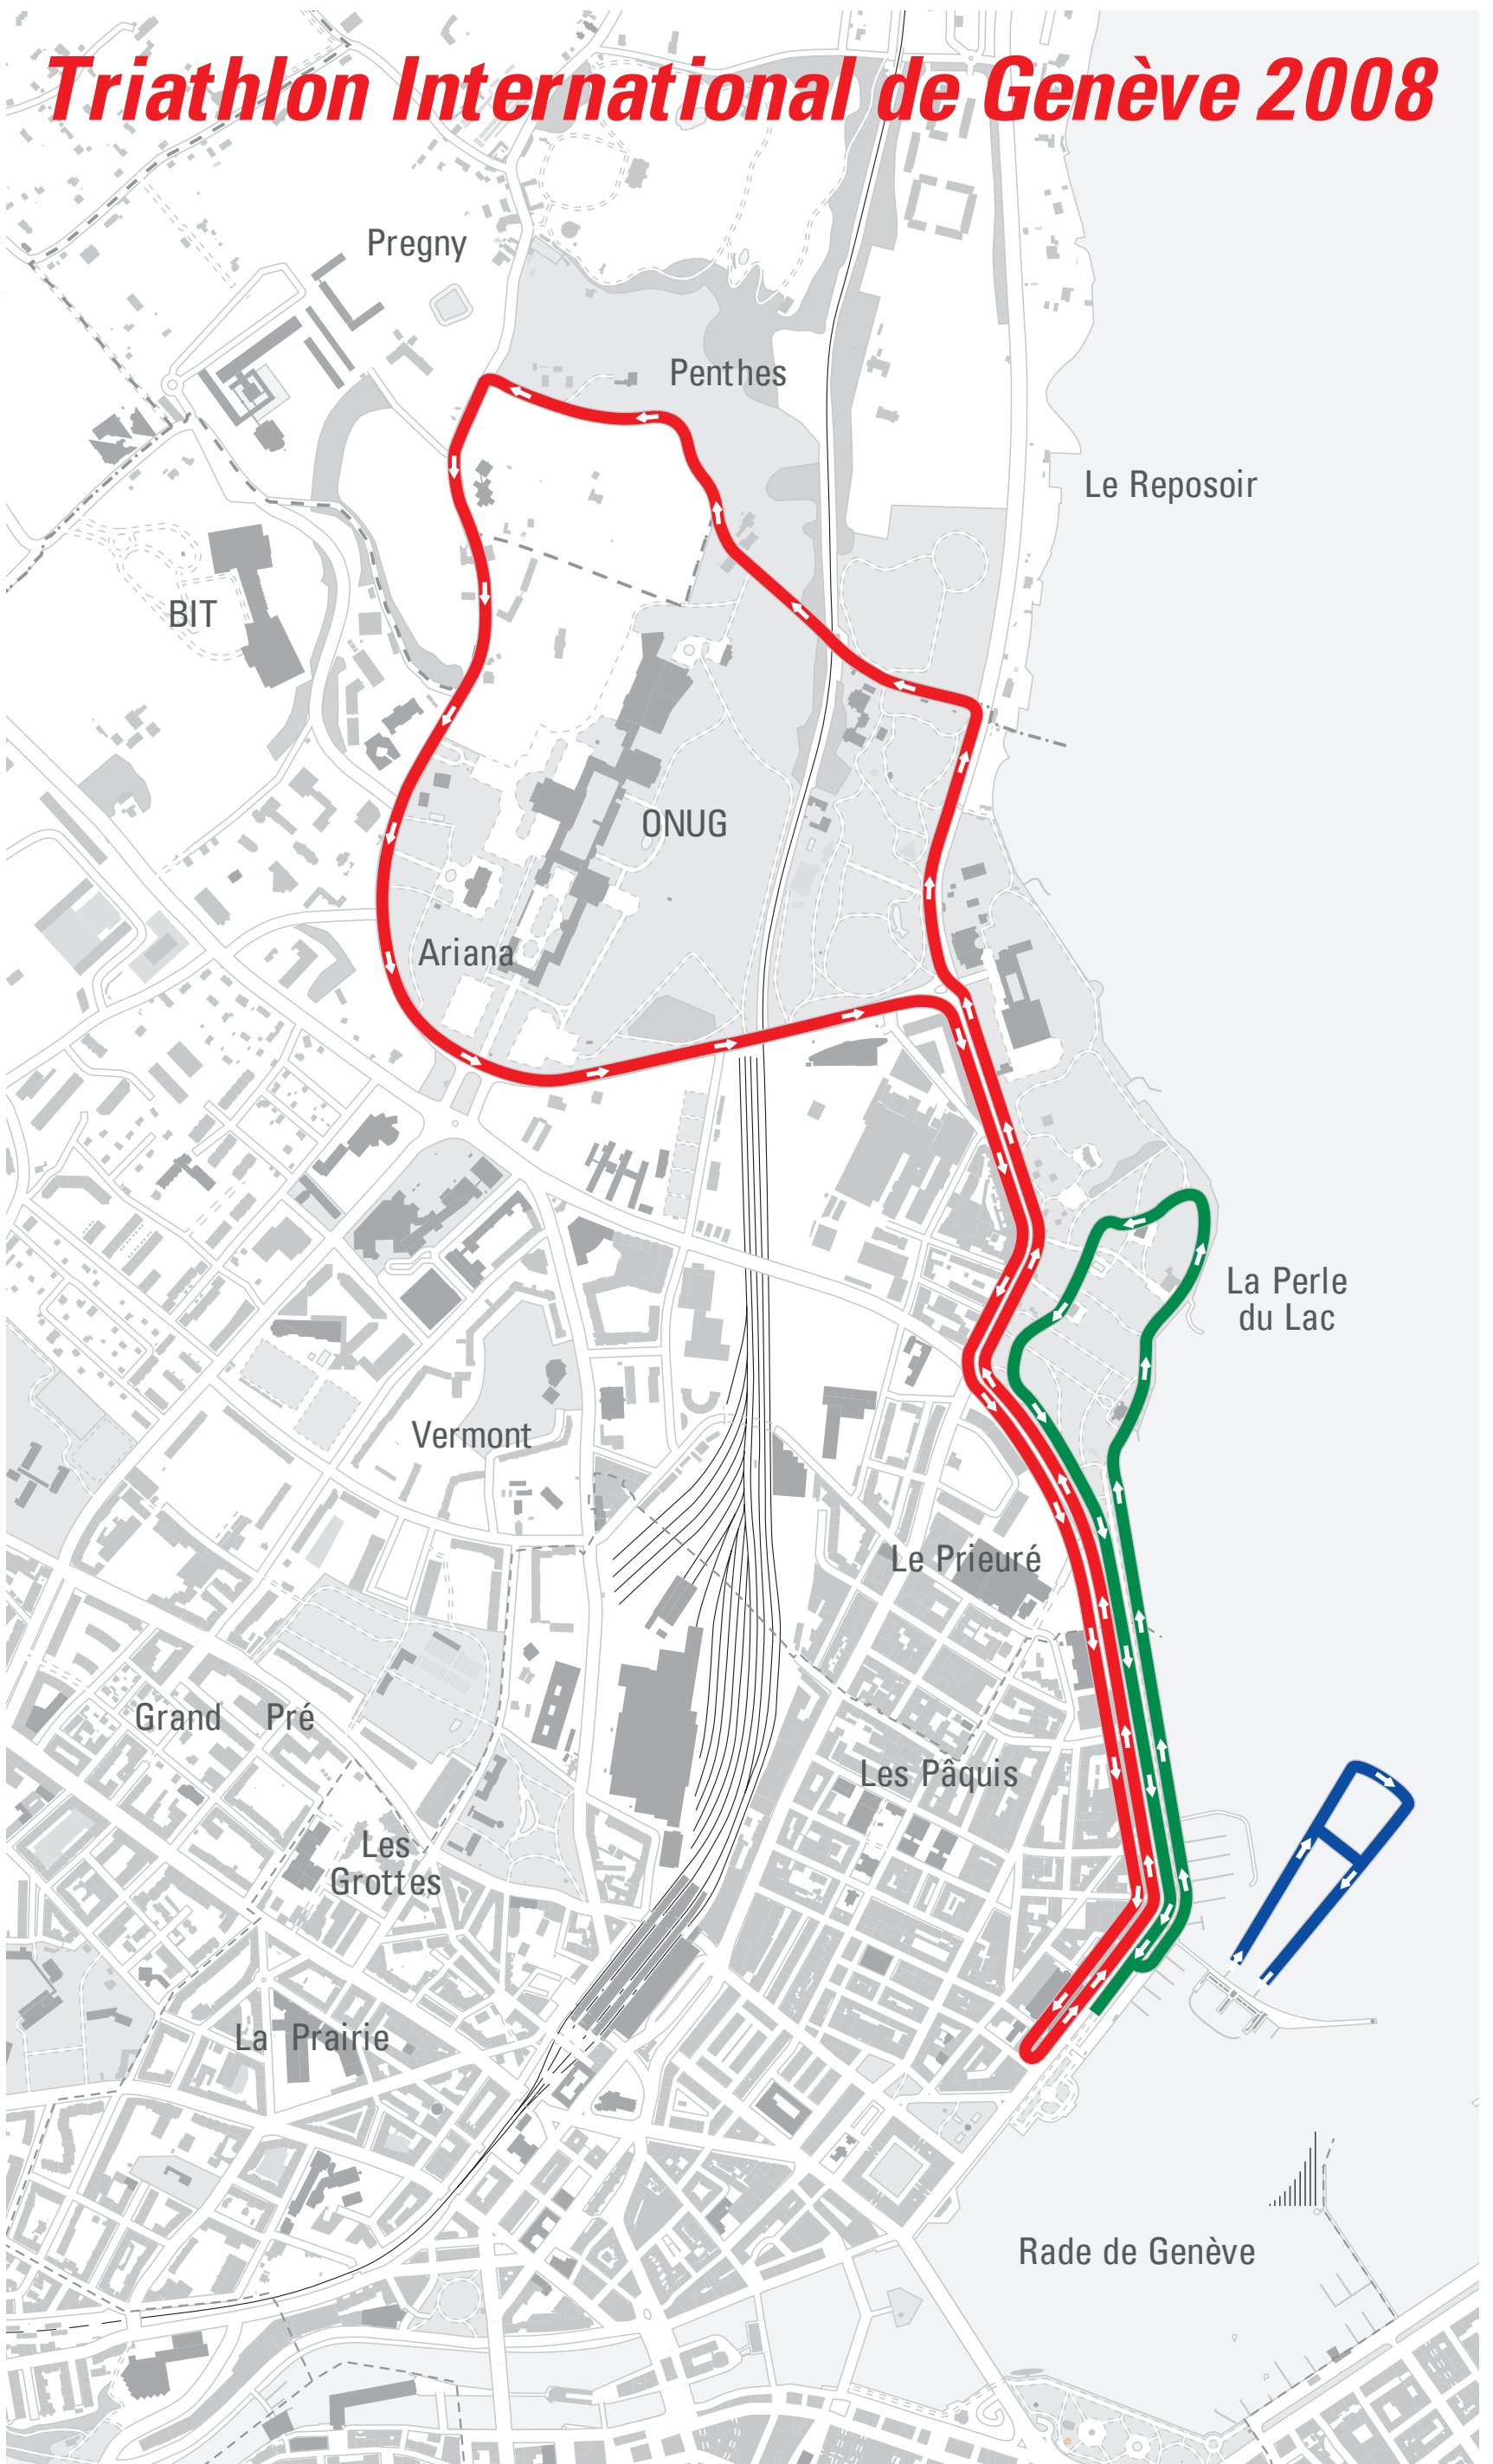 Triathlon International de Genève 2008
Pregny
Penthes
Le Reposoir
BIT
ONUG
Ariana
La Perle
du Lac
Vermont
Le Prieuré
Grand Pré
Les Pâquis
Les
Grottes
La Prairie
Rade de Genève